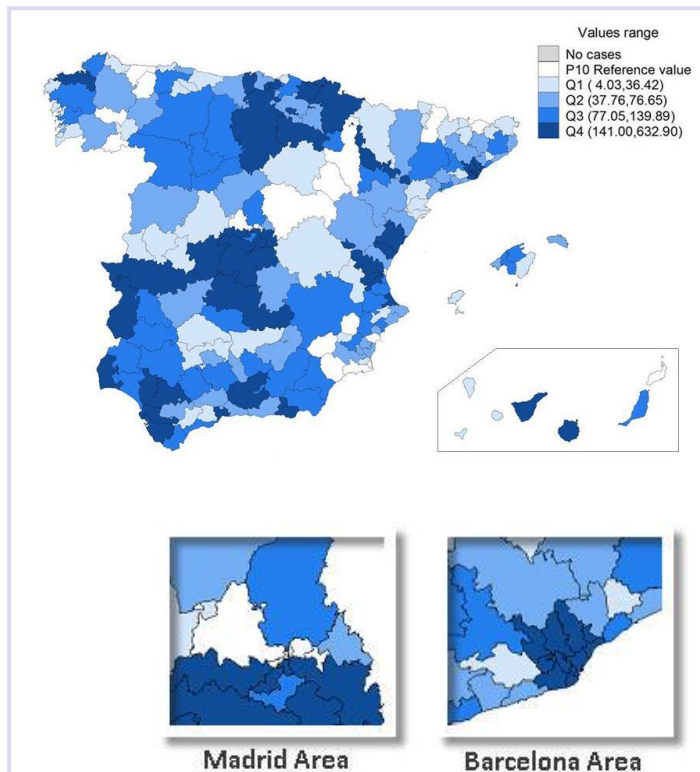 Values range
No cases
P10 Reference value
Q1 ( 4.03,36.42)
Q2 (37.76,76.65)
Q3 (77.05,139.89)
Q4 (141.00,632.90)
Madrid Area
Barcelona Area